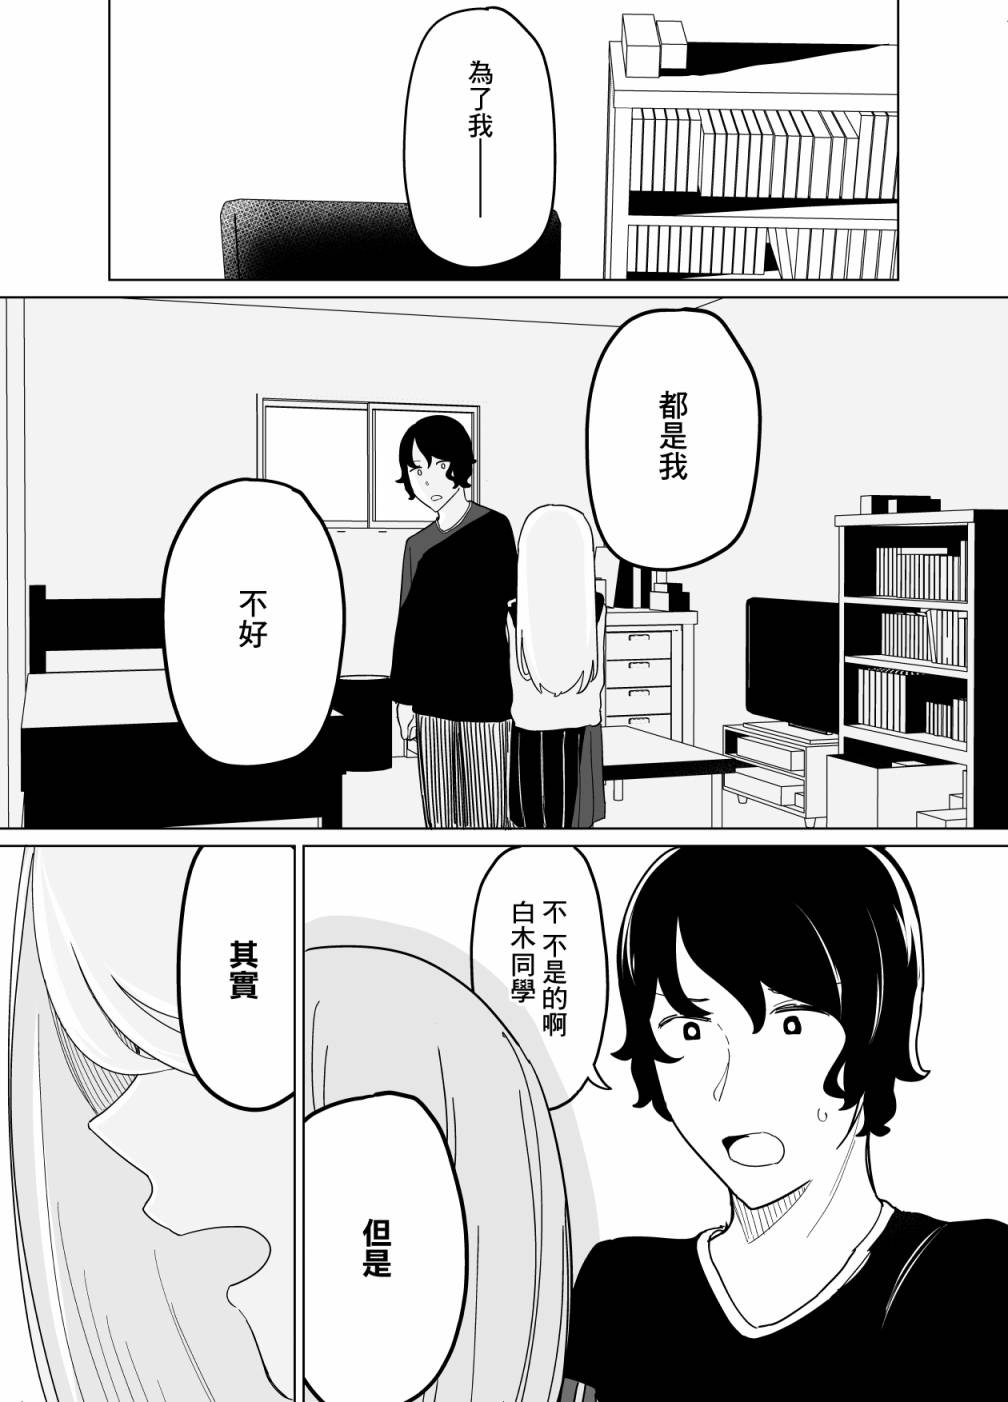 為了我——
都是我
不好
不 不是的啊
白木同學
但是
其實